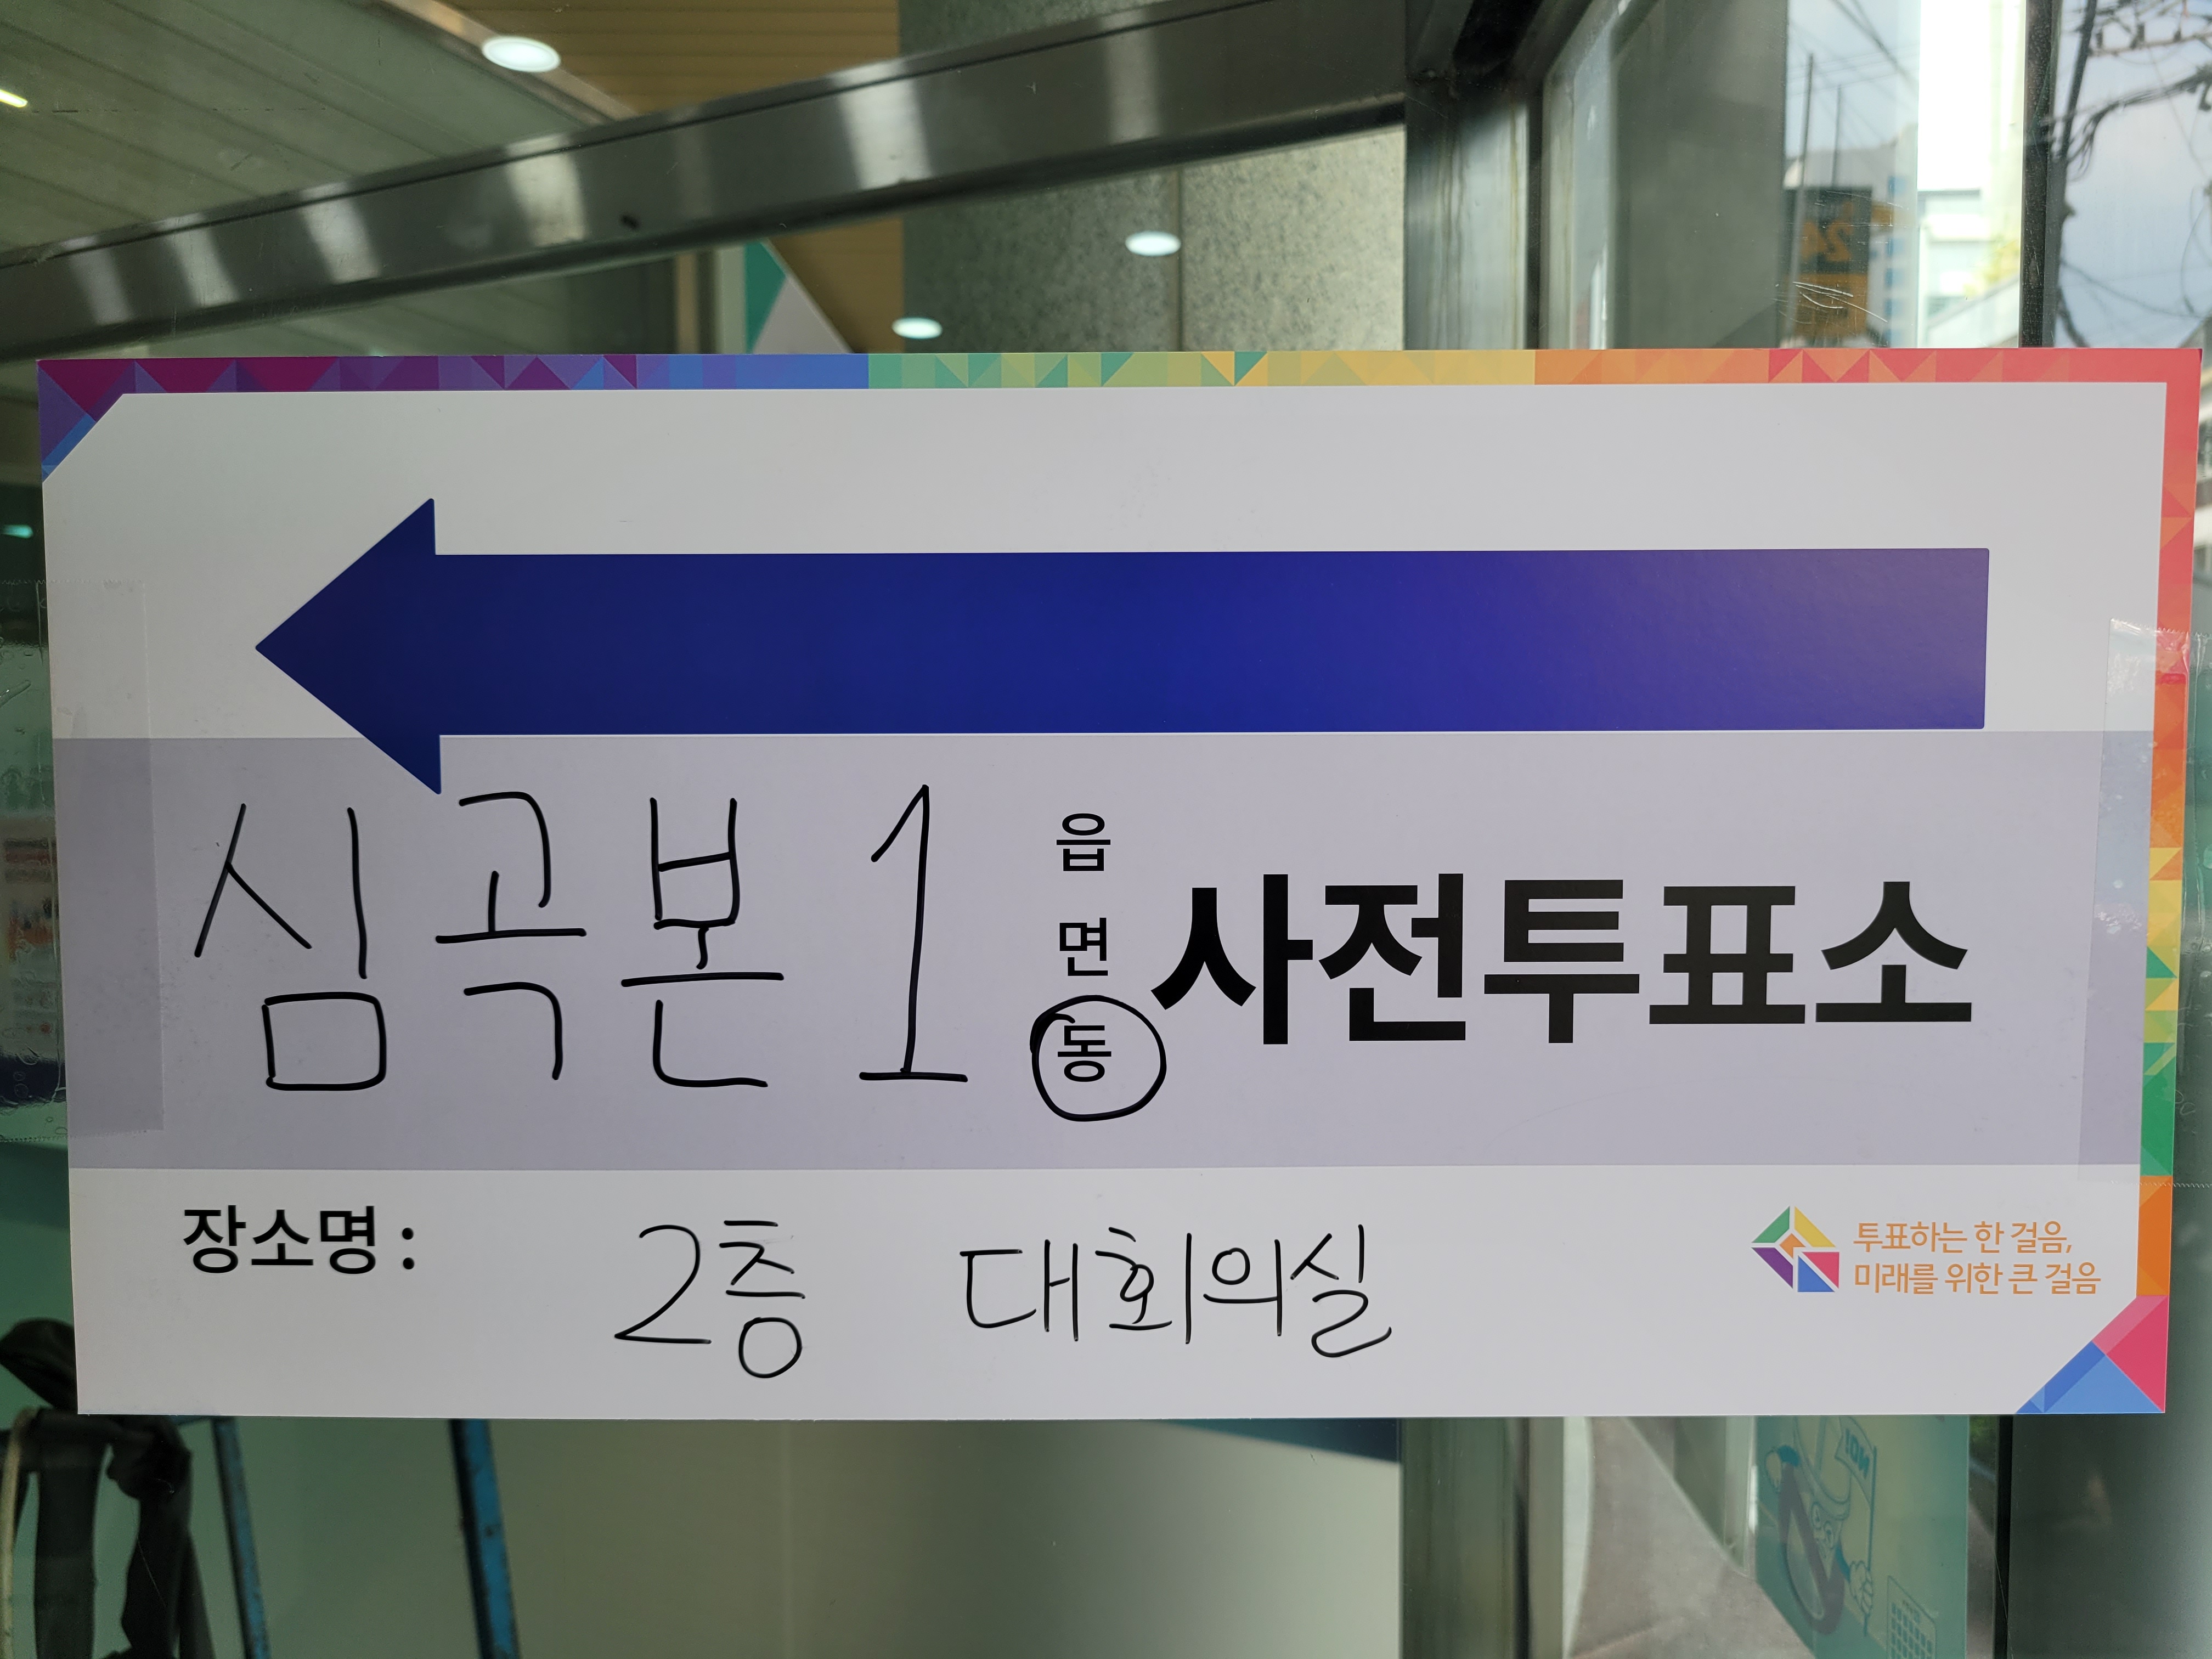 심곡본1 읍 면 동 사전투표소
장소명 : 2층 대회의실
투표하는 한 걸음,
미래를 위한 큰 걸음